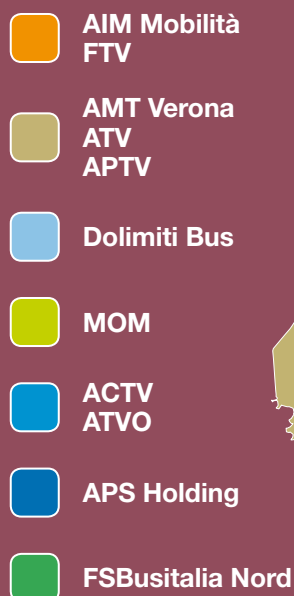 AIM Mobilità
FTV
AMT Verona
ATV
APTV
Dolimiti Bus
MOM
ACTV
ATVO
APS Holding
FSBusitalia Nord